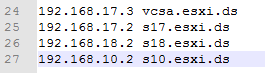 24 192.168.17.3 vcsa.esxi.ds
25 192.168.17.2 s17.esxi.ds
26 192.168.18.2 s18.esxi.ds
27 192.168.10.2 s10.esxi.ds